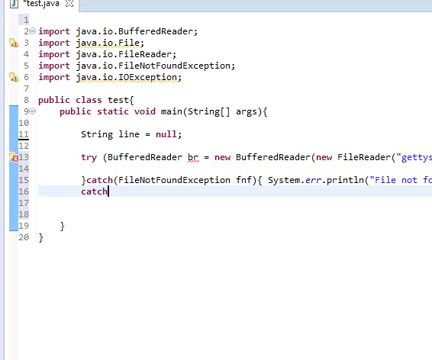 *test.java
1
2 import java.io.BufferedReader;
3 import java.io.File;
4 import java.io.FileReader;
5 import java.io.FileNotFoundException;
6 import java.io.IOException;
7
8 public class test{
9 public static void main(String[] args){
10
11 String line = null;
12
13 try (BufferedReader br = new BufferedReader(new FileReader("gettys
14
15 }catch(FileNotFoundException fnf){ System.err.println("File not fo
16 catch
17
18
19 }
20 }